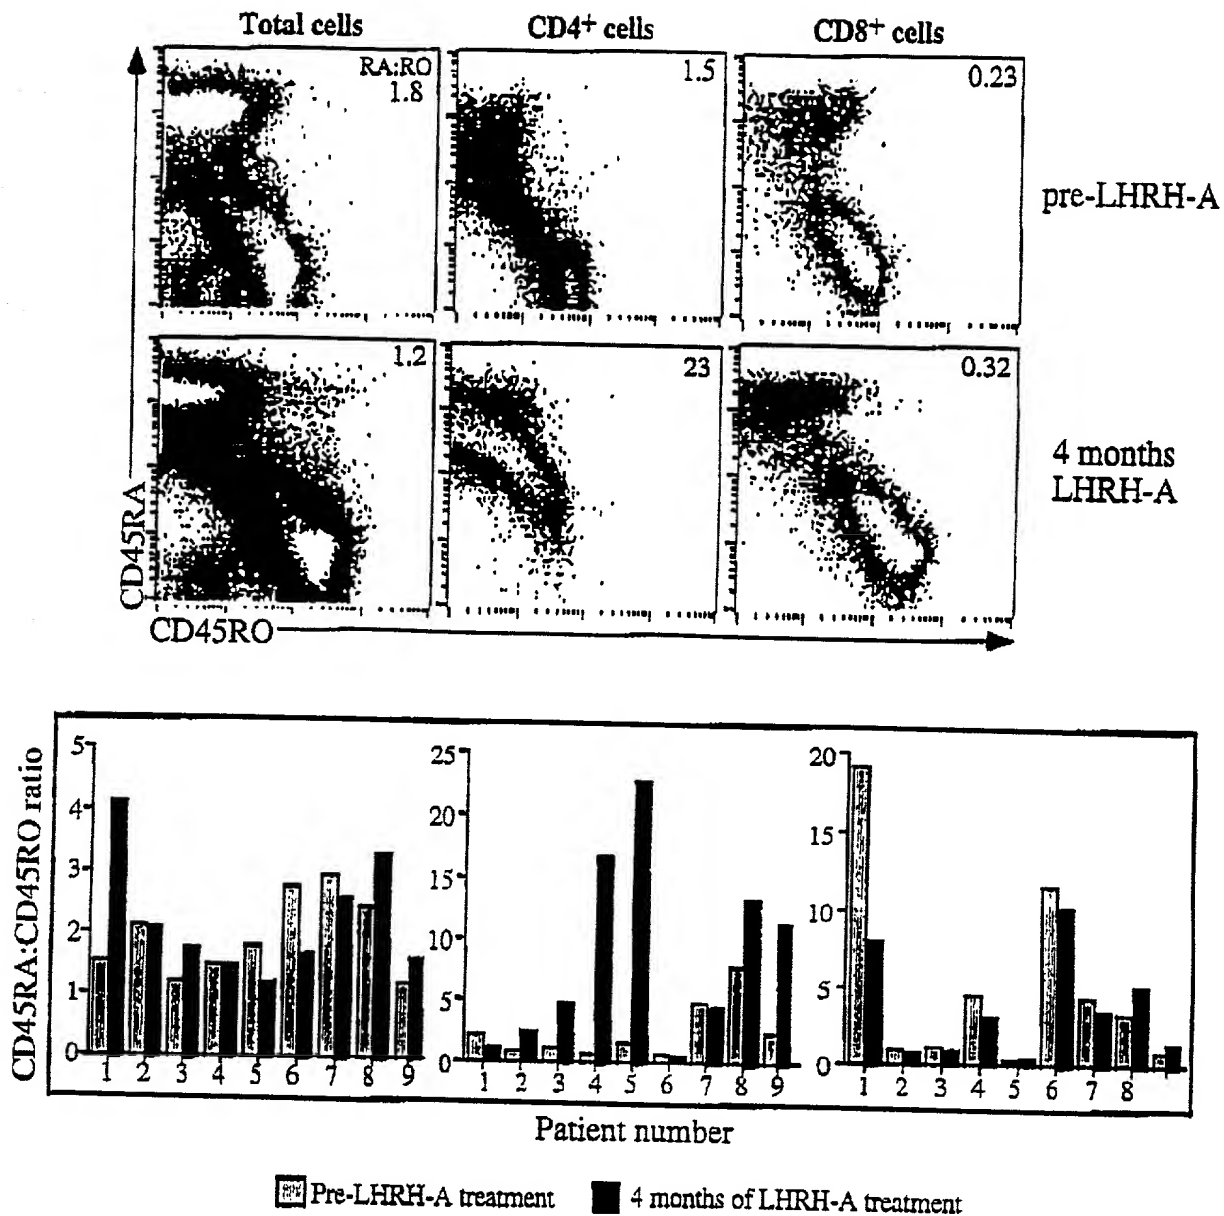 Total cells
CD4+ cells
CD8+ cells
RA:RO
1.8
1.5
0.23
pre-LHRH-A
1.2
23
0.32
4 months
LHRH-A
CD45RA
CD45RO
CD45RA:CD45RO ratio
5
4
3
2
1
0
1 2 3 4 5 6 7 8 9
25
20
15
10
5
0
1 2 3 4 5 6 7 8 9
20
15
10
5
0
1 2 3 4 5 6 7 8
Patient number
Pre-LHRH-A treatment
4 months of LHRH-A treatment